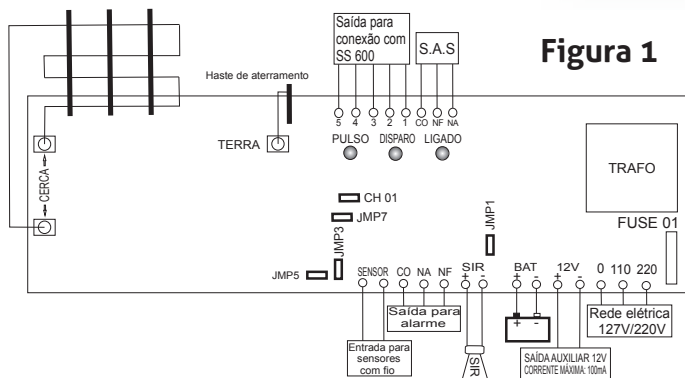 Figura 1
Saída para
conexão com
SS 600
S.A.S
Haste de aterramento
5 4 3 2 1 CO NF NA
PULSO DISPARO LIGADO
TERRA
CERCA
TRAFO
FUSE 01
CH 01
JMP7
JMP3
JMP1
JMP5
SENSOR CO NA NF SIR BAT 12V 0 110 220
+ - + - + -
+ -
Saída para
alarme
Rede elétrica
127V/220V
Entrada para
sensores
com fio
SIR
SAÍDA AUXILIAR 12V
CORRENTE MÁXIMA: 100mA